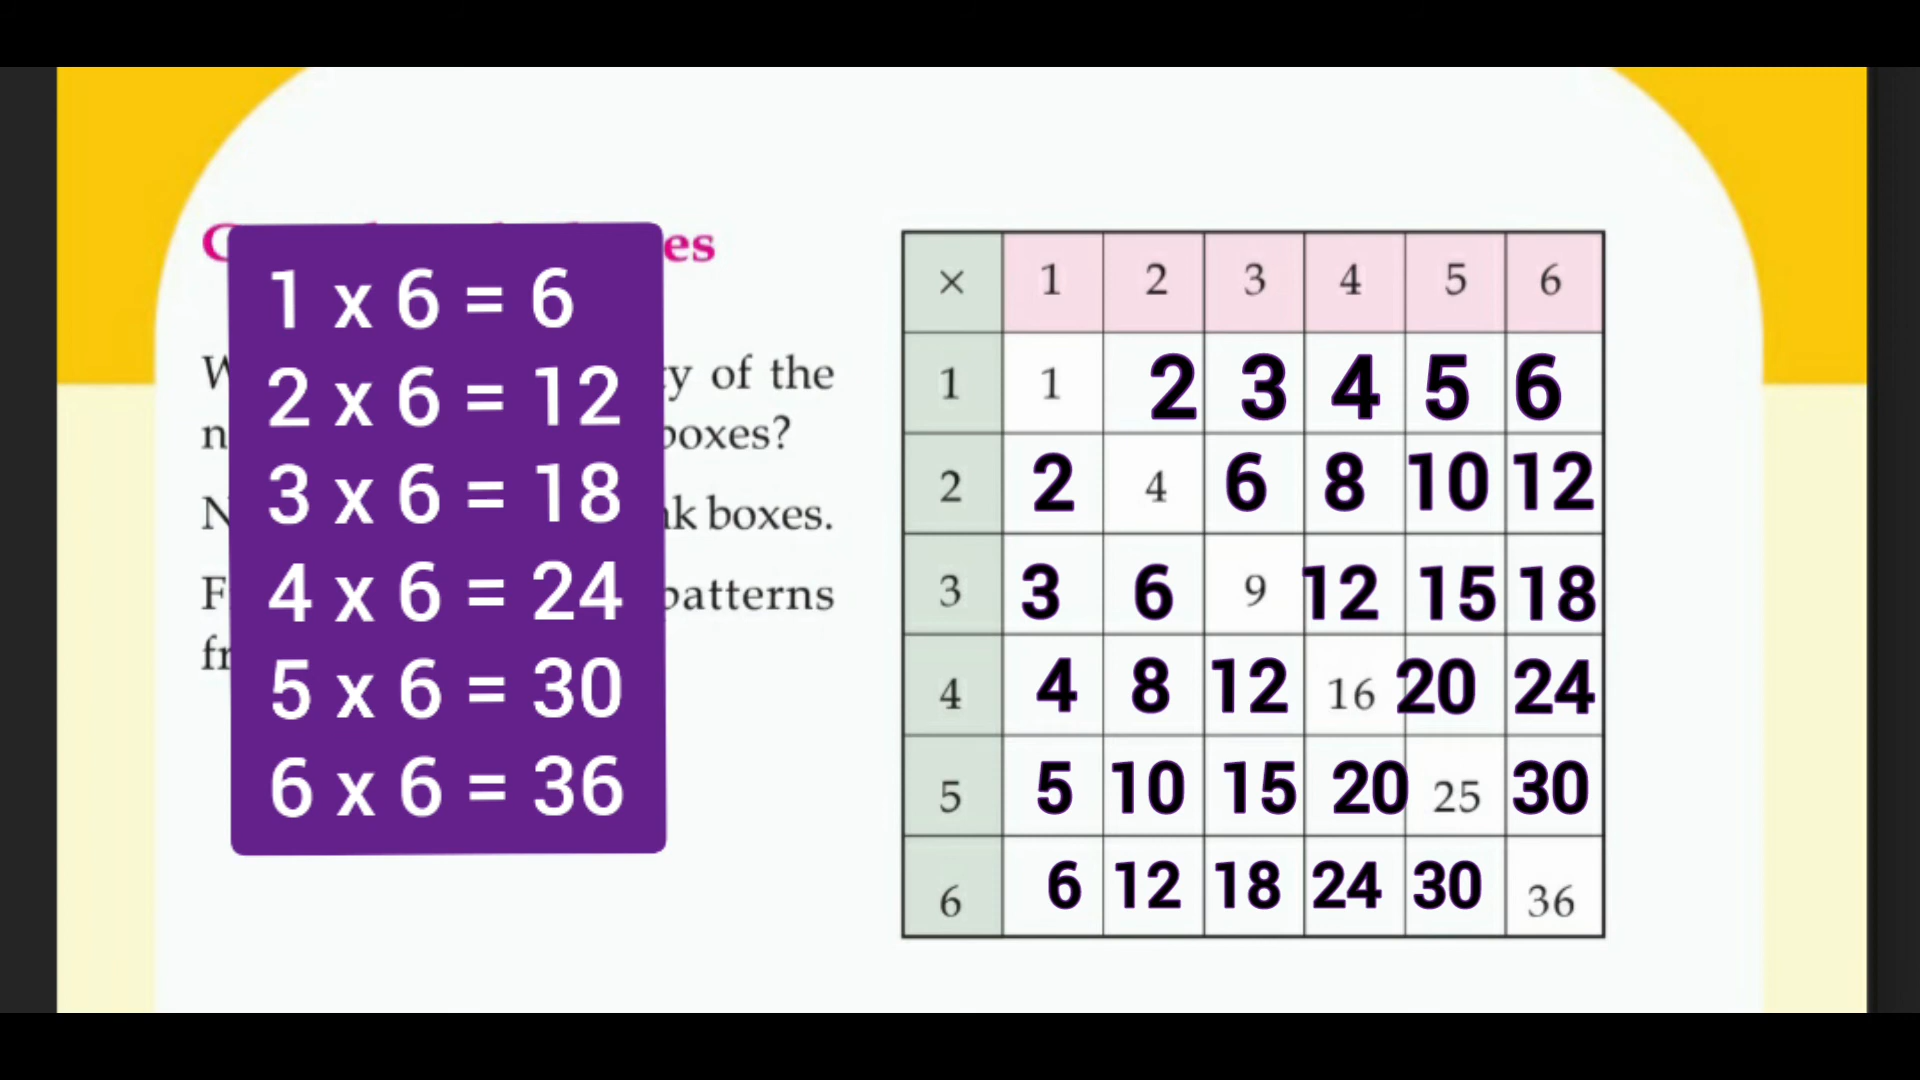 1 x 6 = 6
2 x 6 = 12
3 x 6 = 18
4 x 6 = 24
5 x 6 = 30
6 x 6 = 36
of the
boxes?
boxes.
patterns
× 1 2 3 4 5 6
1 1 2 3 4 5 6
2 2 4 6 8 10 12
3 3 6 9 12 15 18
4 4 8 12 16 20 24
5 5 10 15 20 25 30
6 6 12 18 24 30 36